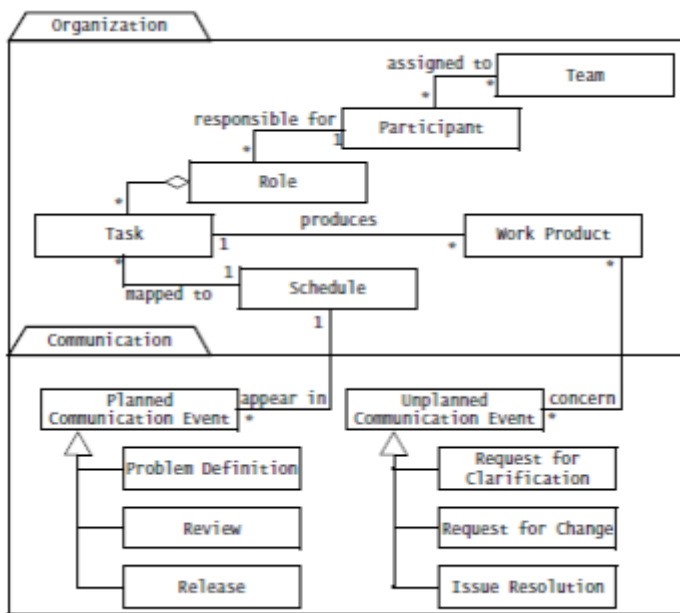 Organization
assigned to
Team
*
*
responsible for
Participant
1
*
Role
*
Task
produces
Work Product
1
*
*
*
1
mapped to
Schedule
1
Communication
Planned
Communication Event
appear in
*
Unplanned
Communication Event
concern
*
Problem Definition
Request for
Clarification
Review
Request for Change
Release
Issue Resolution